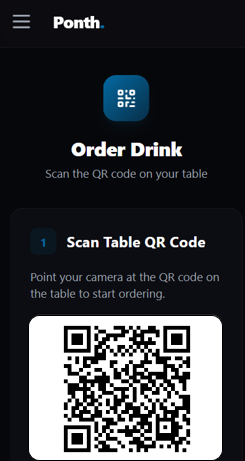 Ponth.
Order Drink
Scan the QR code on your table
1
Scan Table QR Code
Point your camera at the QR code on
the table to start ordering.